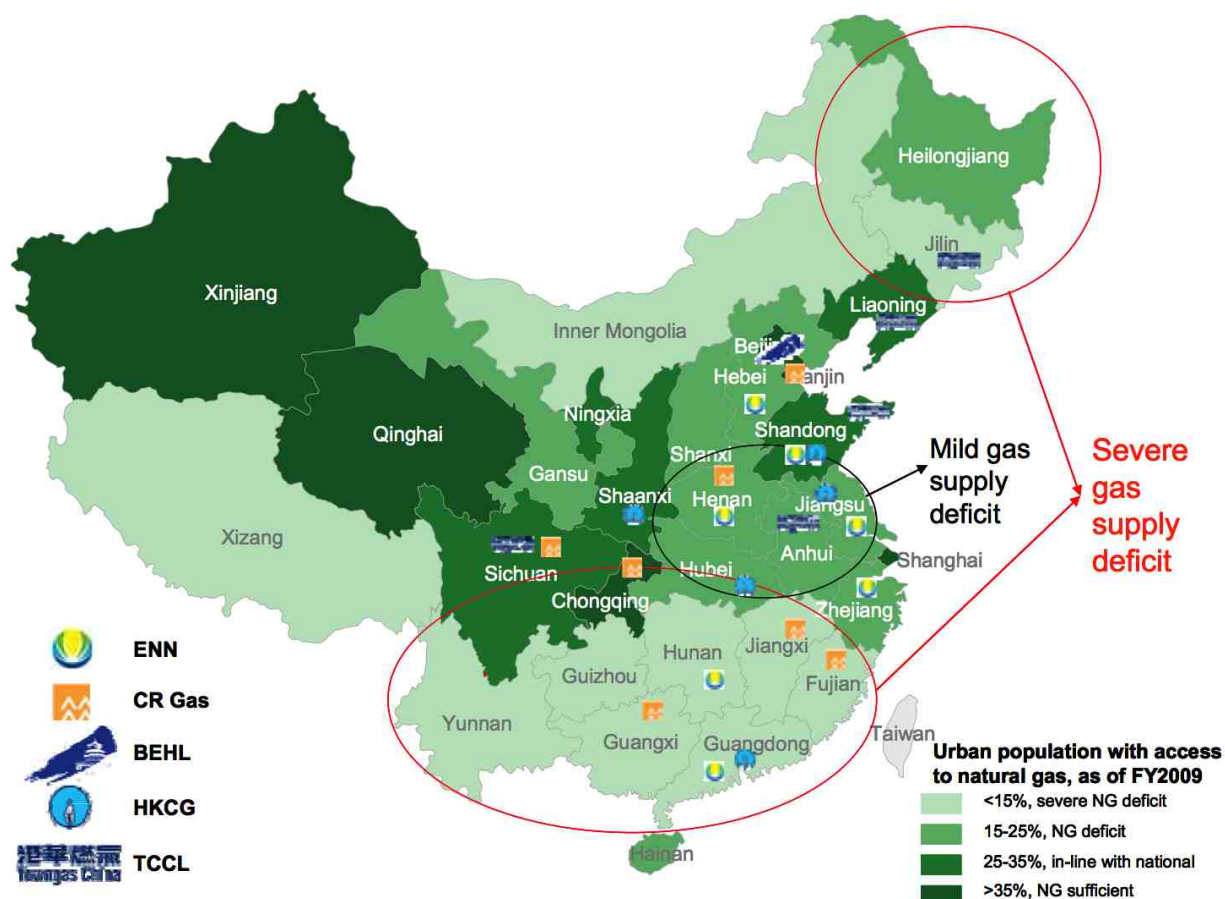 Heilongjiang
Jilin
Xinjiang
Liaoning
Inner Mongolia
Hebei
Ningxia
Qinghai
Shandong
Shanxi
Gansu
Mild gas
supply
deficit
Severe
gas
supply
deficit
Shaanxi
Henan
Jiangsu
Xizang
Anhui
Sichuan
Hubei
Shanghai
Chongqing
Zhejiang
Hunan
Jiangxi
Guizhou
Fujian
Yunnan
Guangxi
Guangdong
Taiwan
Hainan
ENN
CR Gas
BEHL
HKCG
港華燃氣
Towngas China
TCCL
Urban population with access
to natural gas, as of FY2009
<15%, severe NG deficit
15-25%, NG deficit
25-35%, in-line with national
>35%, NG sufficient